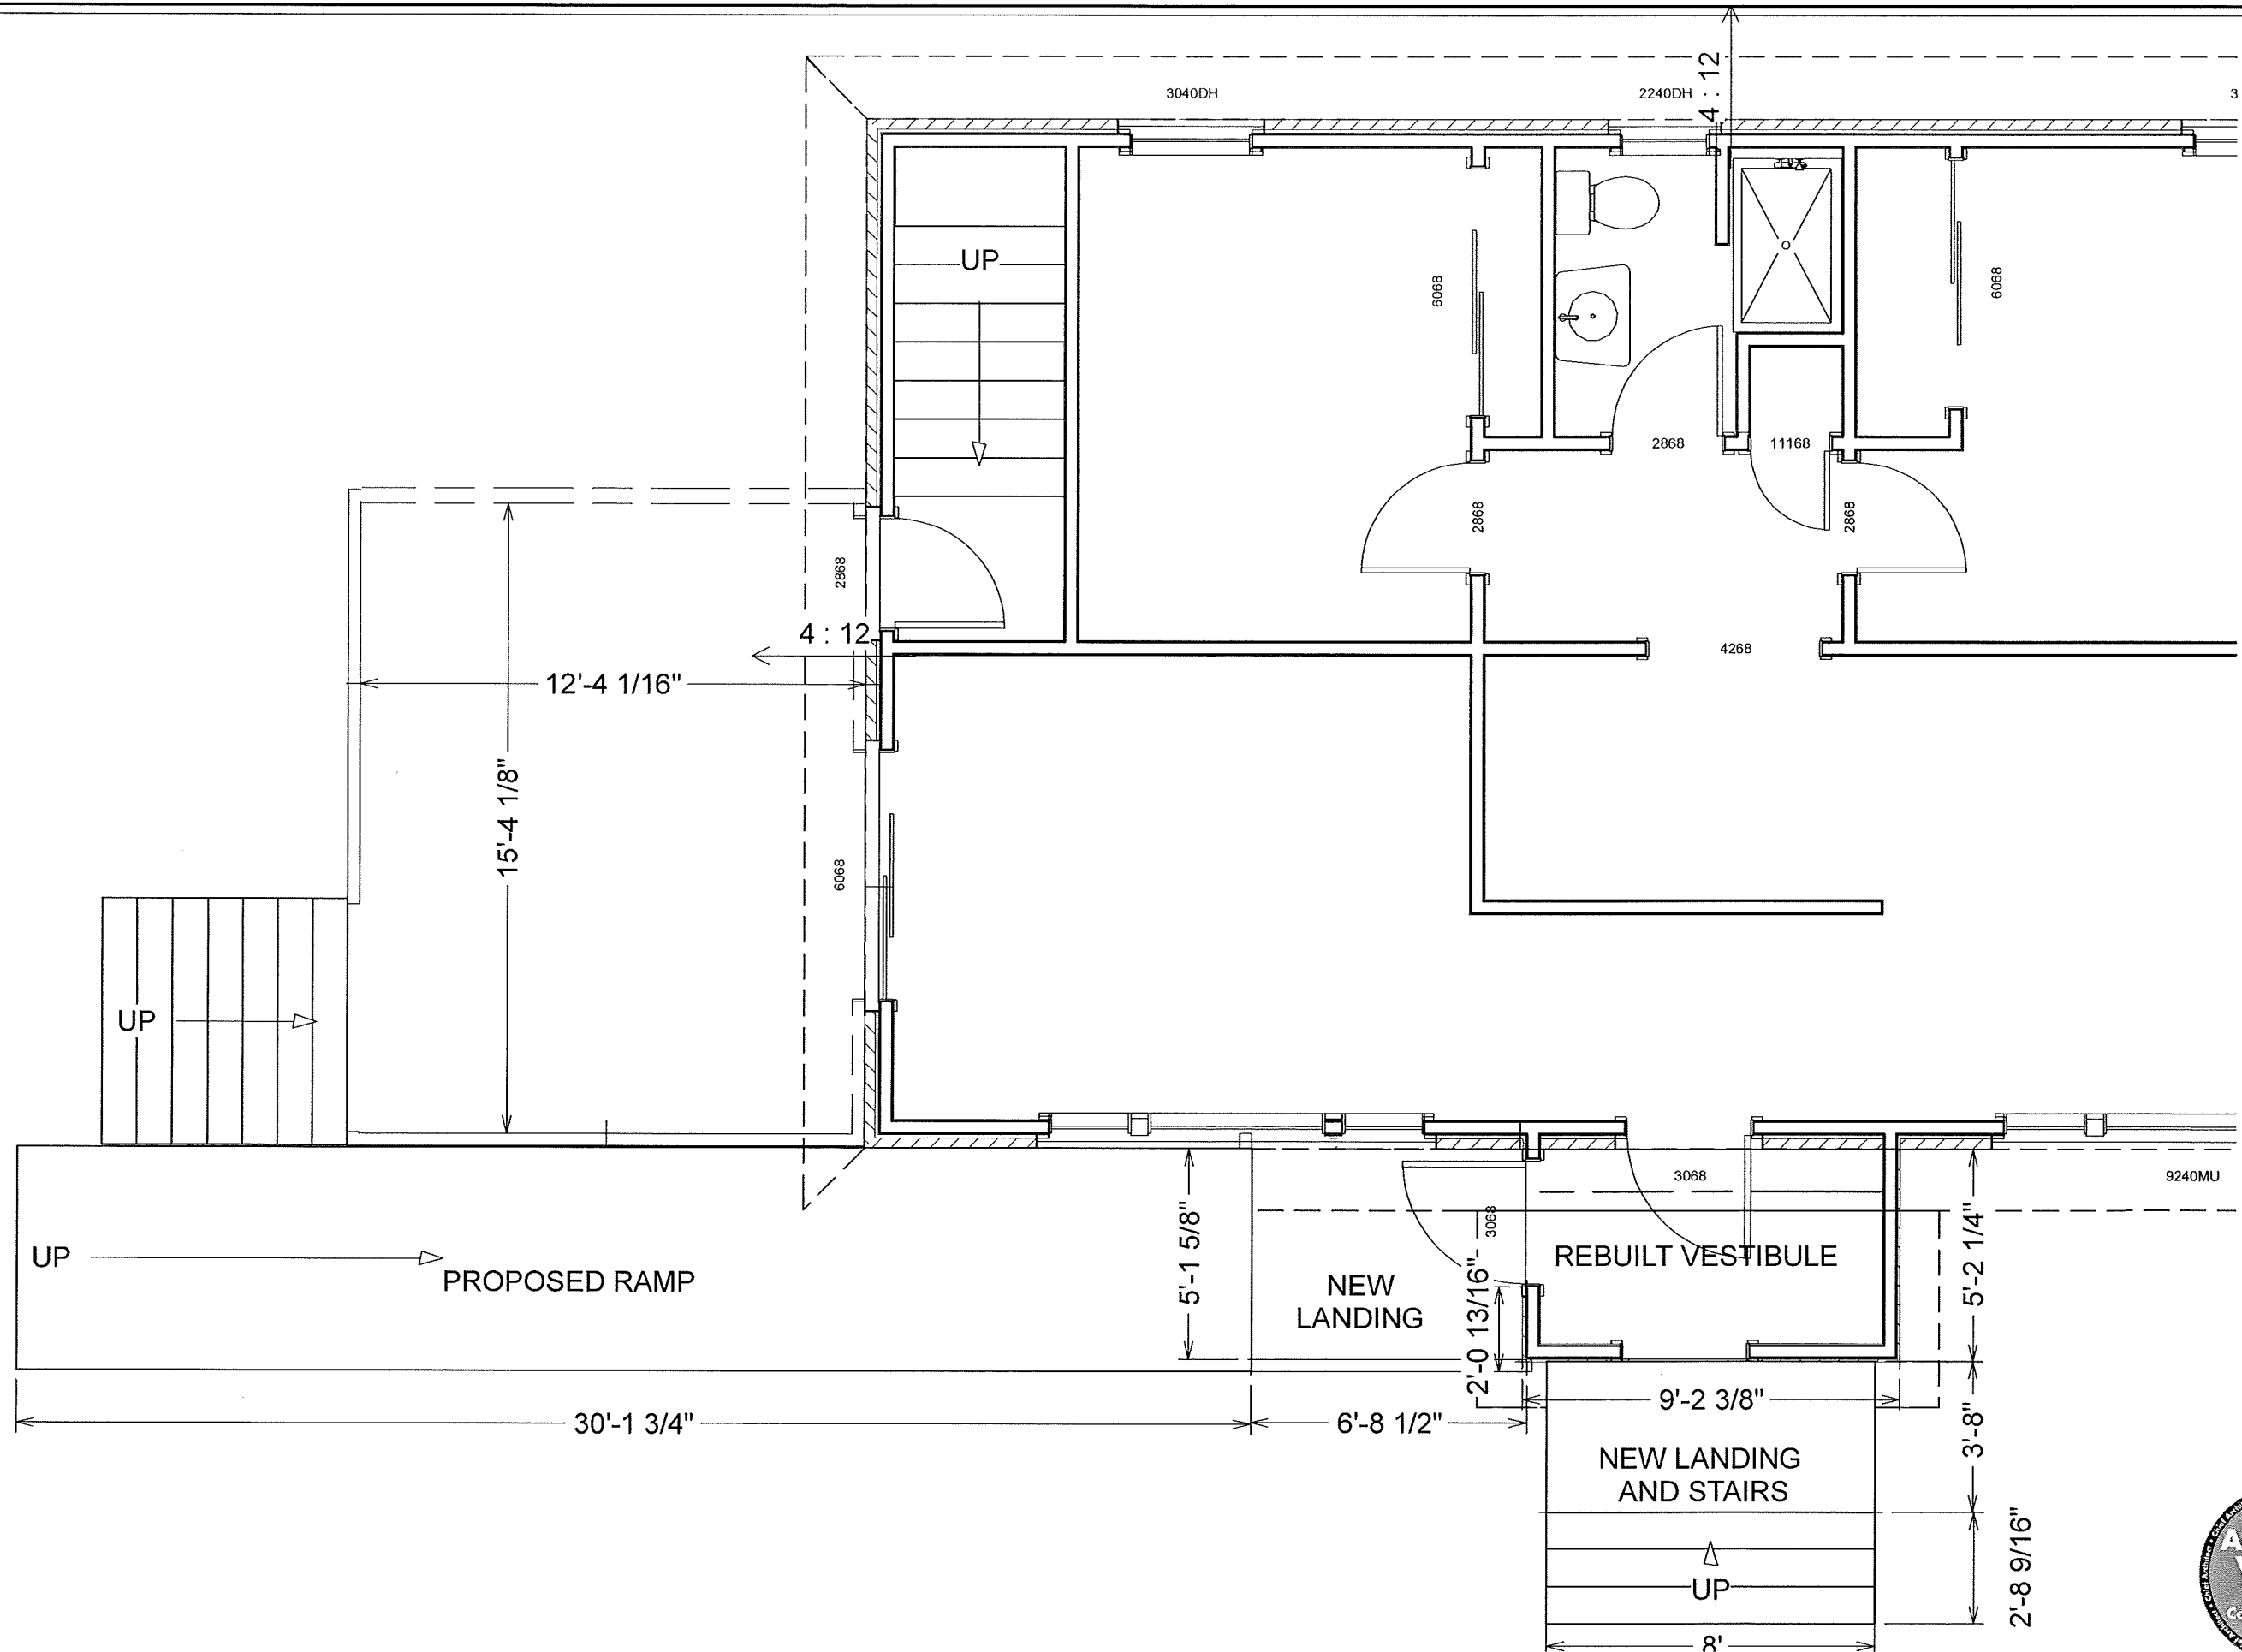 3040DH
2240DH
4 : 12
3
UP
6068
6068
2868
11168
2868
2868
2868
4 : 12
4268
12'-4 1/16"
15'-4 1/8"
6068
UP
3068
9240MU
3068
5'-1 5/8"
5'-2 1/4"
UP
PROPOSED RAMP
NEW
LANDING
REBUILT VESTIBULE
2'-0 13/16"
30'-1 3/4"
6'-8 1/2"
9'-2 3/8"
3'-8"
NEW LANDING
AND STAIRS
2'-8 9/16"
UP
8'